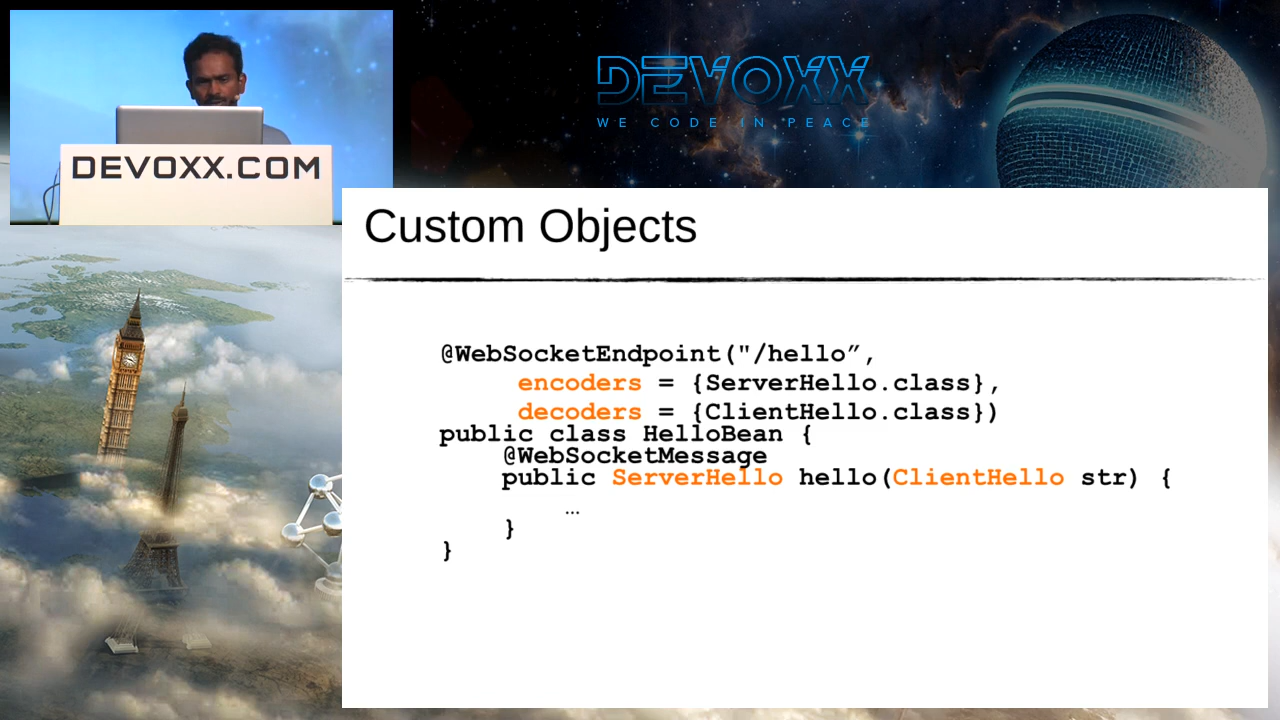 DEVOXX
WE CODE IN PEACE
DEVOXX.COM
Custom Objects
@WebSocketEndpoint("/hello”,
encoders = {ServerHello.class},
decoders = {ClientHello.class})
public class HelloBean {
@WebSocketMessage
public ServerHello hello(ClientHello str) {
…
}
}